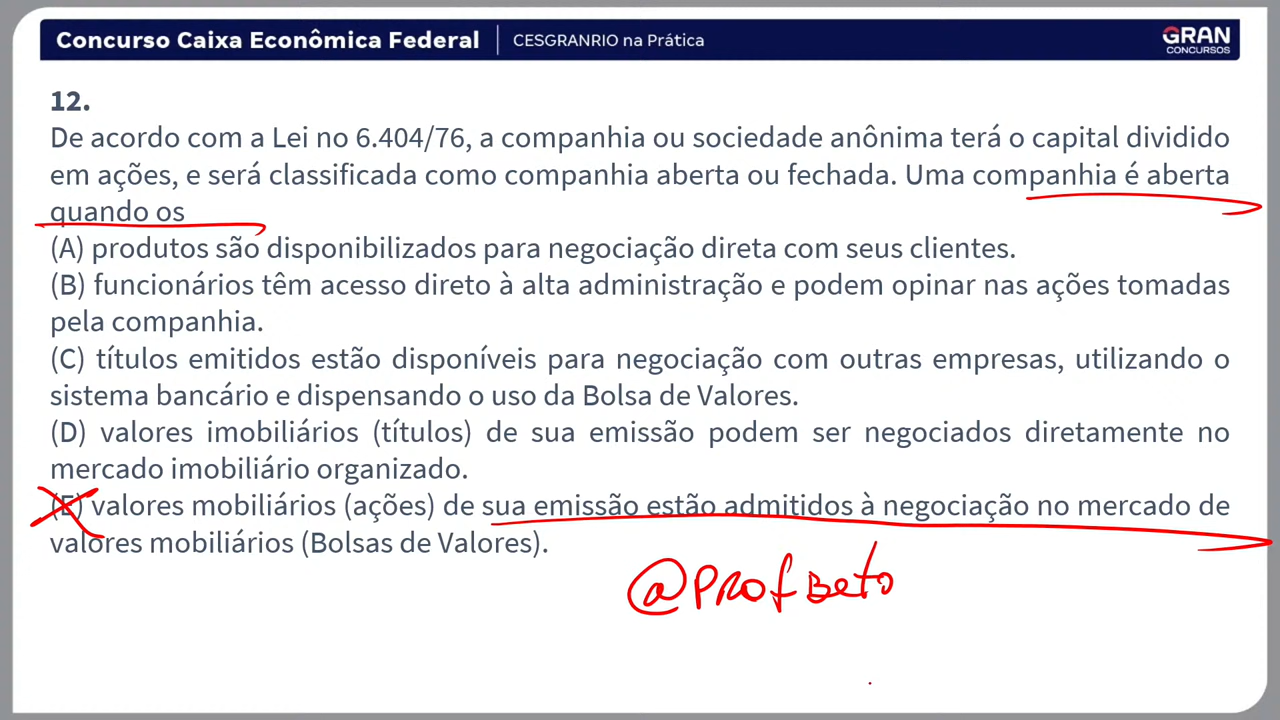 Concurso Caixa Econômica Federal | CESGRANRIO na Prática
GRAN
CONCURSOS
12.
De acordo com a Lei no 6.404/76, a companhia ou sociedade anônima terá o capital dividido
em ações, e será classificada como companhia aberta ou fechada. Uma companhia é aberta
quando os
(A) produtos são disponibilizados para negociação direta com seus clientes.
(B) funcionários têm acesso direto à alta administração e podem opinar nas ações tomadas
pela companhia.
(C) títulos emitidos estão disponíveis para negociação com outras empresas, utilizando o
sistema bancário e dispensando o uso da Bolsa de Valores.
(D) valores imobiliários (títulos) de sua emissão podem ser negociados diretamente no
mercado imobiliário organizado.
(E) valores mobiliários (ações) de sua emissão estão admitidos à negociação no mercado de
valores mobiliários (Bolsas de Valores).
@PROfBeto